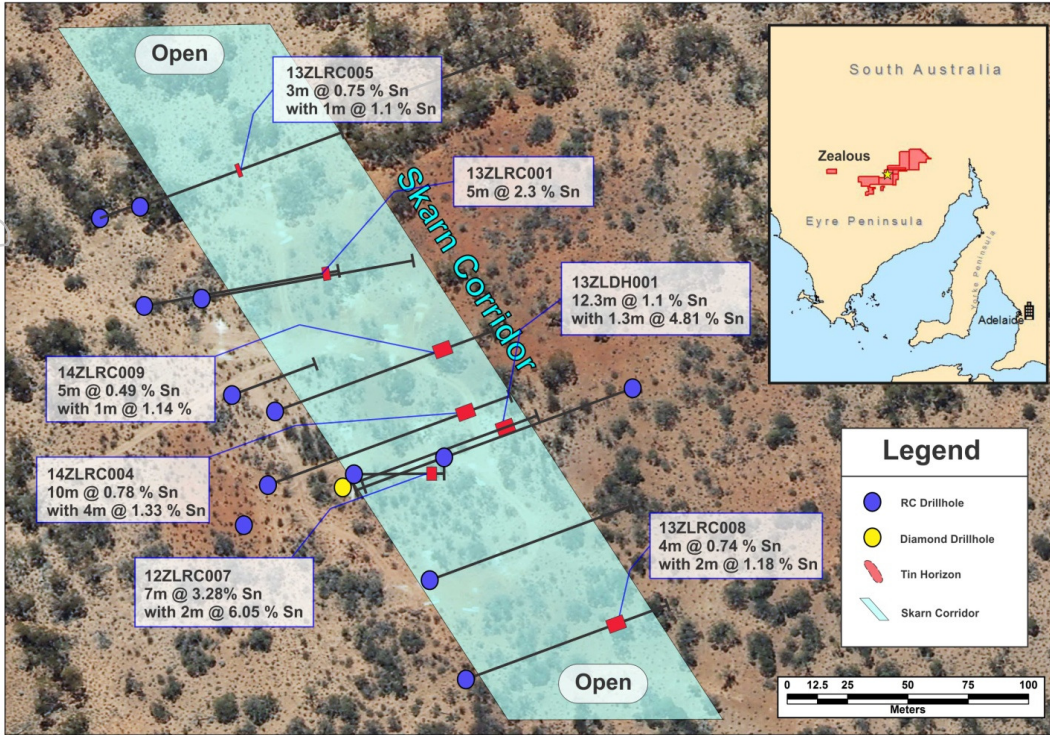 Open
13ZLRC005
3m @ 0.75 % Sn
with 1m @ 1.1 % Sn
13ZLRC001
5m @ 2.3 % Sn
Skarn Corridor
13ZLDH001
12.3m @ 1.1 % Sn
with 1.3m @ 4.81 % Sn
14ZLRC009
5m @ 0.49 % Sn
with 1m @ 1.14 %
14ZLRC004
10m @ 0.78 % Sn
with 4m @ 1.33 % Sn
12ZLRC007
7m @ 3.28% Sn
with 2m @ 6.05 % Sn
13ZLRC008
4m @ 0.74 % Sn
with 2m @ 1.18 % Sn
Open
South Australia
Zealous
Eyre Peninsula
Yorke Peninsula
Adelaide
Legend
RC Drillhole
Diamond Drillhole
Tin Horizon
Skarn Corridor
0 12.5 25 50 75 100
Meters